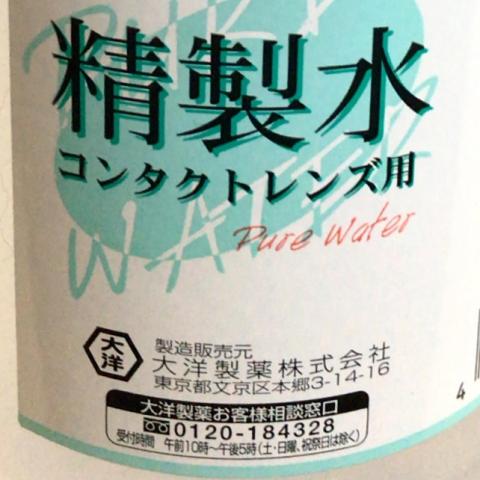 PURE
精製水
コンタクトレンズ用
WATER
Pure Water
大洋
製造販売元
大洋製薬株式会社
東京都文京区本郷3-14-16
大洋製薬お客様相談窓口
0120-184328
受付時間 午前10時～午後5時(土・日曜、祝祭日は除く)
4